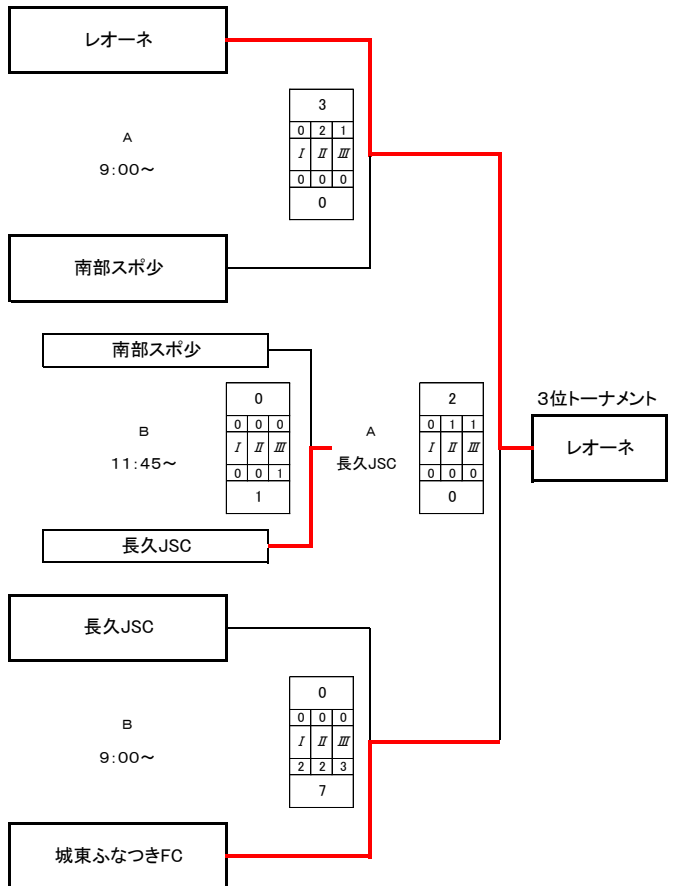 レオーネ
3
A
0 2 1
9:00～
Ⅰ Ⅱ Ⅲ
0 0 0
0
南部スポ少
南部スポ少
0
B
0 0 0
11:45～
Ⅰ Ⅱ Ⅲ
0 0 1
1
長久JSC
A
長久JSC
2
0 1 1
Ⅰ Ⅱ Ⅲ
0 0 0
0
3位トーナメント
レオーネ
長久JSC
0
B
0 0 0
9:00～
Ⅰ Ⅱ Ⅲ
2 2 3
7
城東ふなつきFC